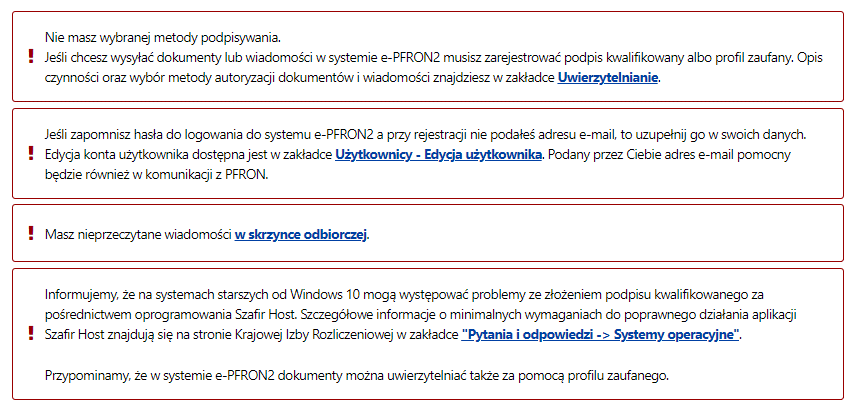 Nie masz wybranej metody podpisywania.
Jeśli chcesz wysyłać dokumenty lub wiadomości w systemie e-PFRON2 musisz zarejestrować podpis kwalifikowany albo profil zaufany. Opis
czynności oraz wybór metody autoryzacji dokumentów i wiadomości znajdziesz w zakładce Uwierzytelnianie.
Jeśli zapomnisz hasła do logowania do systemu e-PFRON2 a przy rejestracji nie podałeś adresu e-mail, to uzupełnij go w swoich danych.
Edycja konta użytkownika dostępna jest w zakładce Użytkownicy - Edycja użytkownika. Podany przez Ciebie adres e-mail pomocny
będzie również w komunikacji z PFRON.
Masz nieprzeczytane wiadomości w skrzynce odbiorczej.
Informujemy, że na systemach starszych od Windows 10 mogą występować problemy ze złożeniem podpisu kwalifikowanego za
pośrednictwem oprogramowania Szafir Host. Szczegółowe informacje o minimalnych wymaganiach do poprawnego działania aplikacji
Szafir Host znajdują się na stronie Krajowej Izby Rozliczeniowej w zakładce "Pytania i odpowiedzi -> Systemy operacyjne".
Przypominamy, że w systemie e-PFRON2 dokumenty można uwierzytelniać także za pomocą profilu zaufanego.